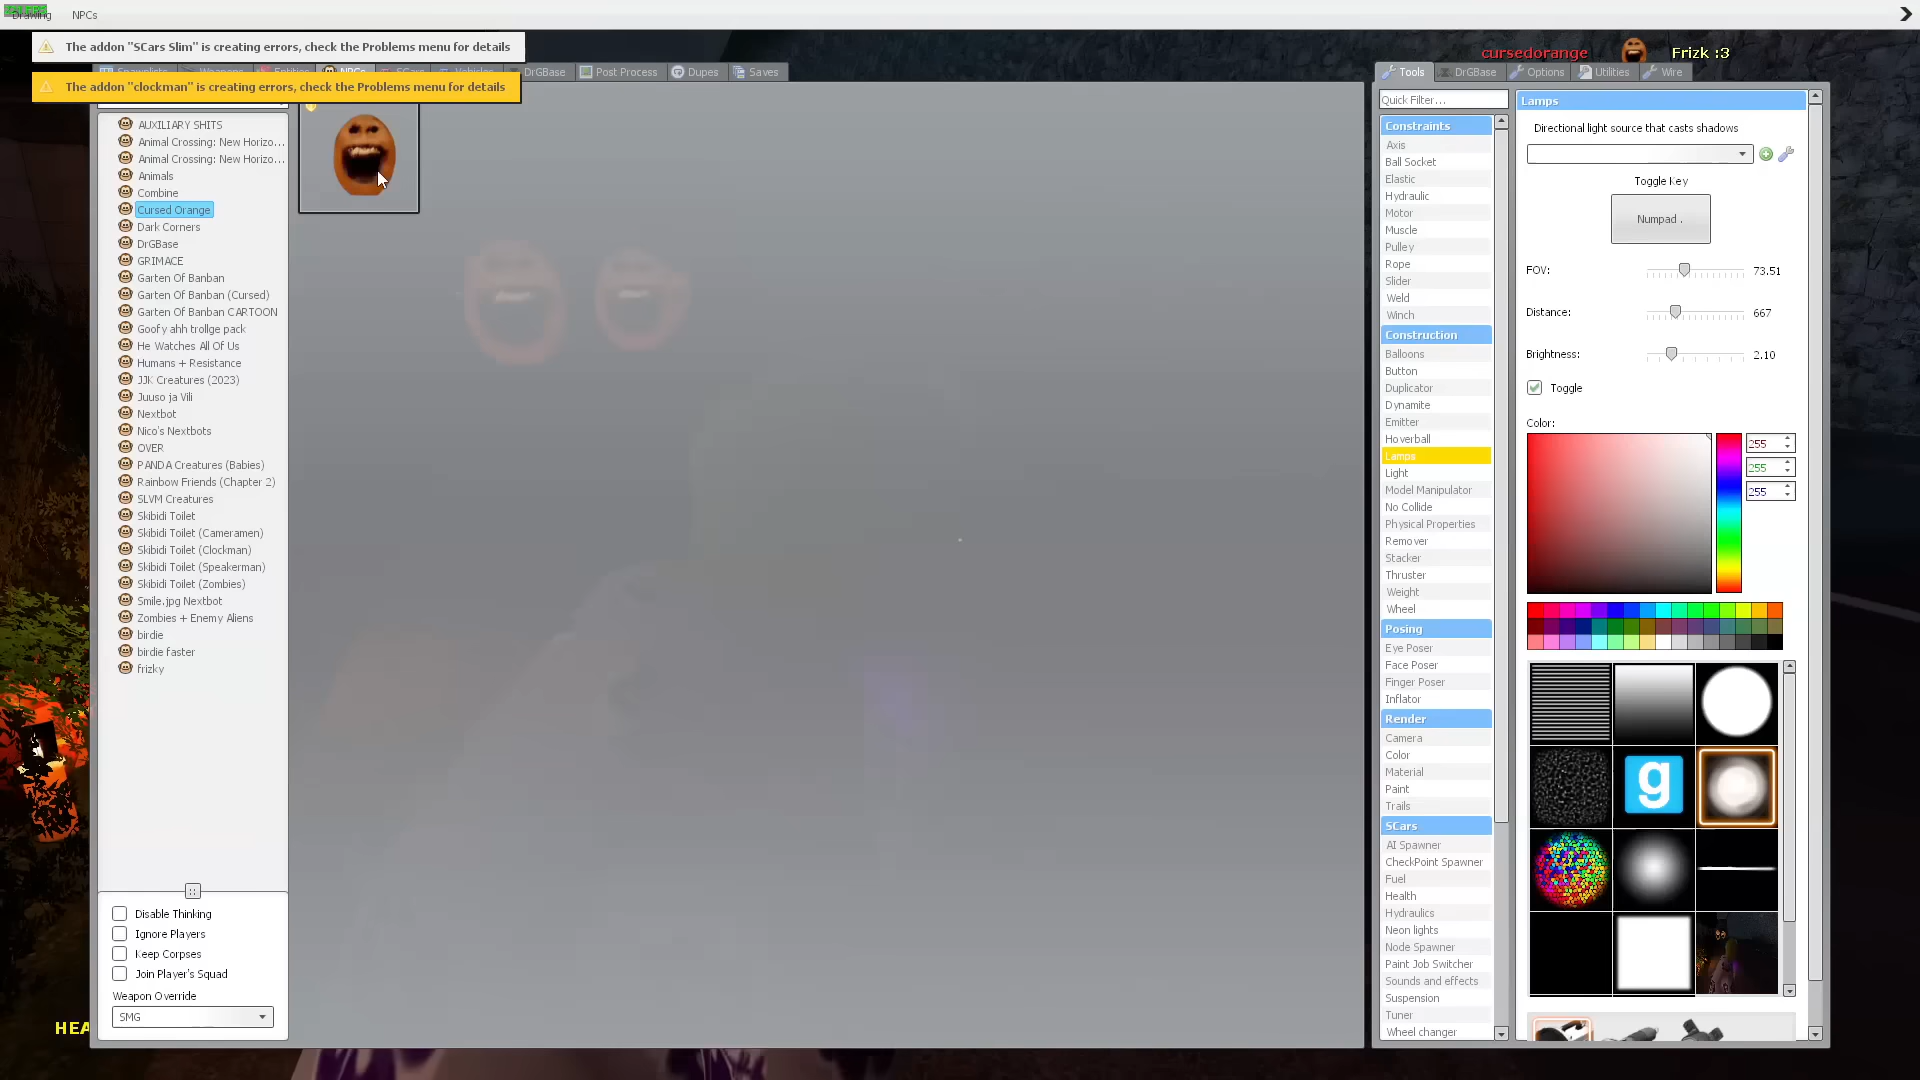 Drawing
NPCs
The addon "SCars Slim" is creating errors, check the Problems menu for details
cursedorange
Frizk :3
NPCs
DrGBase
Post Process
Dupes
Saves
Tools
DrGBase
Options
Utilities
Wire
The addon "clockman" is creating errors, check the Problems menu for details
AUXILIARY SHITS
Animal Crossing: New Horizo...
Animal Crossing: New Horizo...
Animals
Combine
Cursed Orange
Dark Corners
DrGBase
GRIMACE
Garten Of Banban
Garten Of Banban (Cursed)
Garten Of Banban CARTOON
Goofy ahh trollge pack
He Watches All Of Us
Humans + Resistance
JJK Creatures (2023)
Juuso ja Vili
Nextbot
Nico's Nextbots
OVER
PANDA Creatures (Babies)
Rainbow Friends (Chapter 2)
SLVM Creatures
Skibidi Toilet
Skibidi Toilet (Cameramen)
Skibidi Toilet (Clockman)
Skibidi Toilet (Speakerman)
Skibidi Toilet (Zombies)
Smile.jpg Nextbot
Zombies + Enemy Aliens
birdie
birdie faster
frizky
Disable Thinking
Ignore Players
Keep Corpses
Join Player's Squad
Weapon Override
SMG
HEA
Quick Filter...
Constraints
Axis
Ball Socket
Elastic
Hydraulic
Motor
Muscle
Pulley
Rope
Slider
Weld
Winch
Construction
Balloons
Button
Duplicator
Dynamite
Emitter
Hoverball
Lamps
Light
Model Manipulator
No Collide
Physical Properties
Remover
Stacker
Thruster
Weight
Wheel
Posing
Eye Poser
Face Poser
Finger Poser
Inflator
Render
Camera
Color
Material
Paint
Trails
SCars
AI Spawner
CheckPoint Spawner
Fuel
Health
Hydraulics
Neon lights
Node Spawner
Paint Job Switcher
Sounds and effects
Suspension
Tuner
Wheel changer
Lamps
Directional light source that casts shadows
Toggle Key
Numpad .
FOV:
73.51
Distance:
667
Brightness:
2.10
Toggle
Color:
255
255
255
g